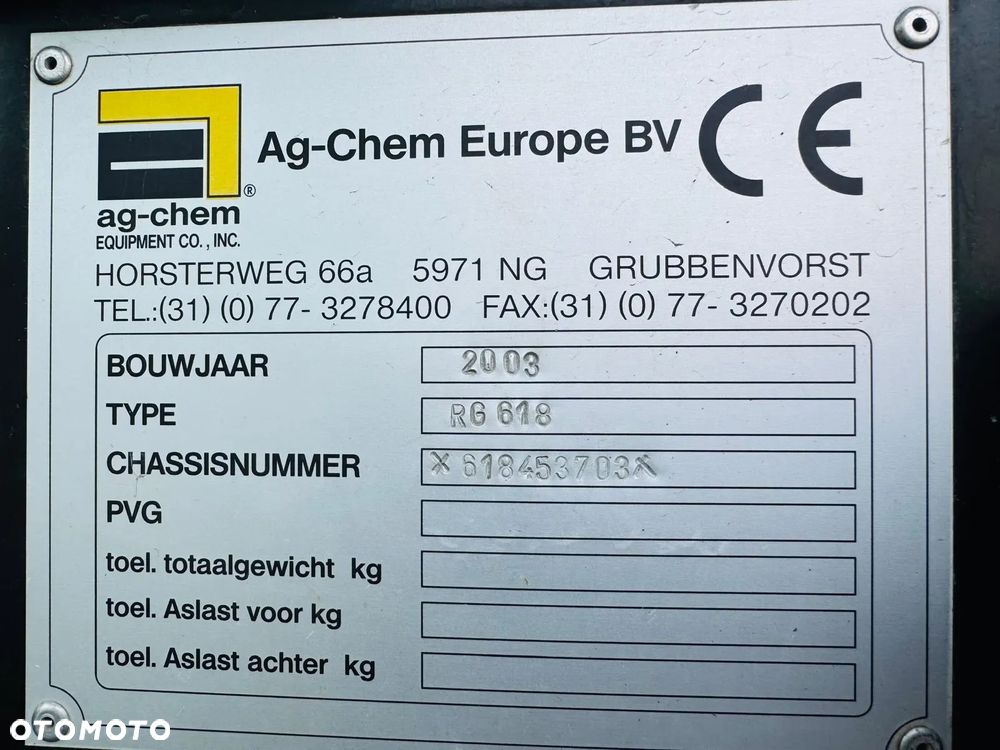 Ag-Chem Europe BV CE
®
ag-chem
EQUIPMENT CO., INC.
HORSTERWEG 66a 5971 NG GRUBBENVORST
TEL.:(31) (0) 77- 3278400 FAX:(31) (0) 77- 3270202
BOUWJAAR 2003
TYPE RG 618
CHASSISNUMMER *618453703*
PVG
toel. totaalgewicht kg
toel. Aslast voor kg
toel. Aslast achter kg
OTOMOTO